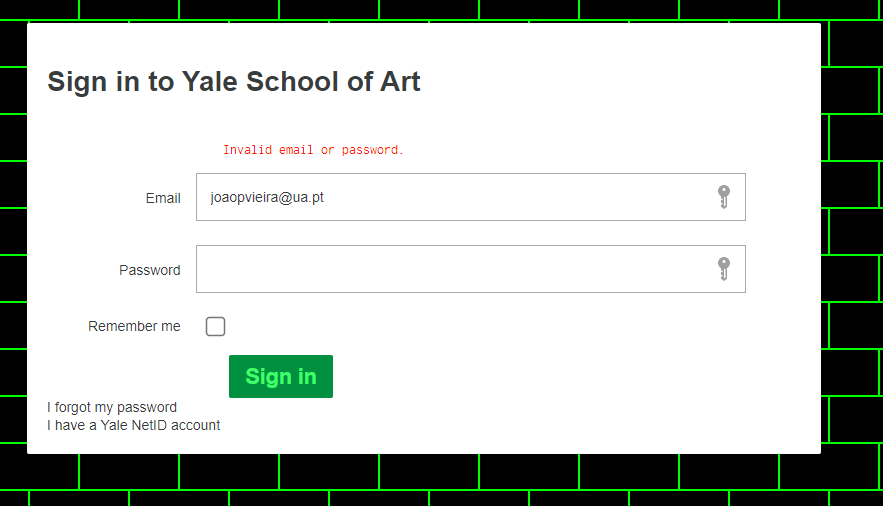 Sign in to Yale School of Art
Invalid email or password.
Email
joaopvieira@ua.pt
Password
Remember me
Sign in
I forgot my password
I have a Yale NetID account